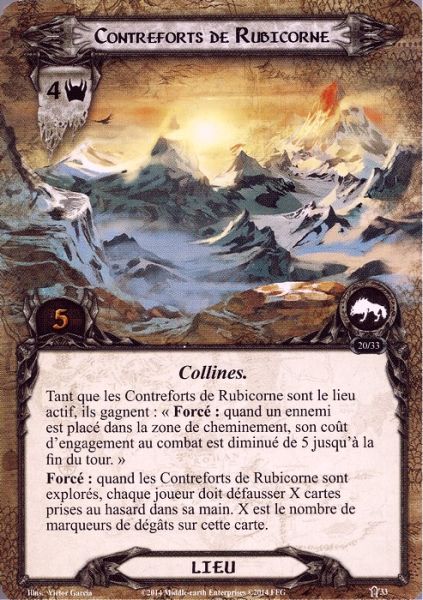 CONTREFORTS DE RUBICORNE
4
5
20/33
Collines.
Tant que les Contreforts de Rubicorne sont le lieu
actif, ils gagnent : « Forcé : quand un ennemi
est placé dans la zone de cheminement, son coût
d'engagement au combat est diminué de 5 jusqu'à la
fin du tour. »
Forcé : quand les Contreforts de Rubicorne sont
explorés, chaque joueur doit défausser X cartes
prises au hasard dans sa main. X est le nombre de
marqueurs de dégâts sur cette carte.
LIEU
Illus. Victor Garcia ©2014 Middle-earth Enterprises ©2014 FFG 33